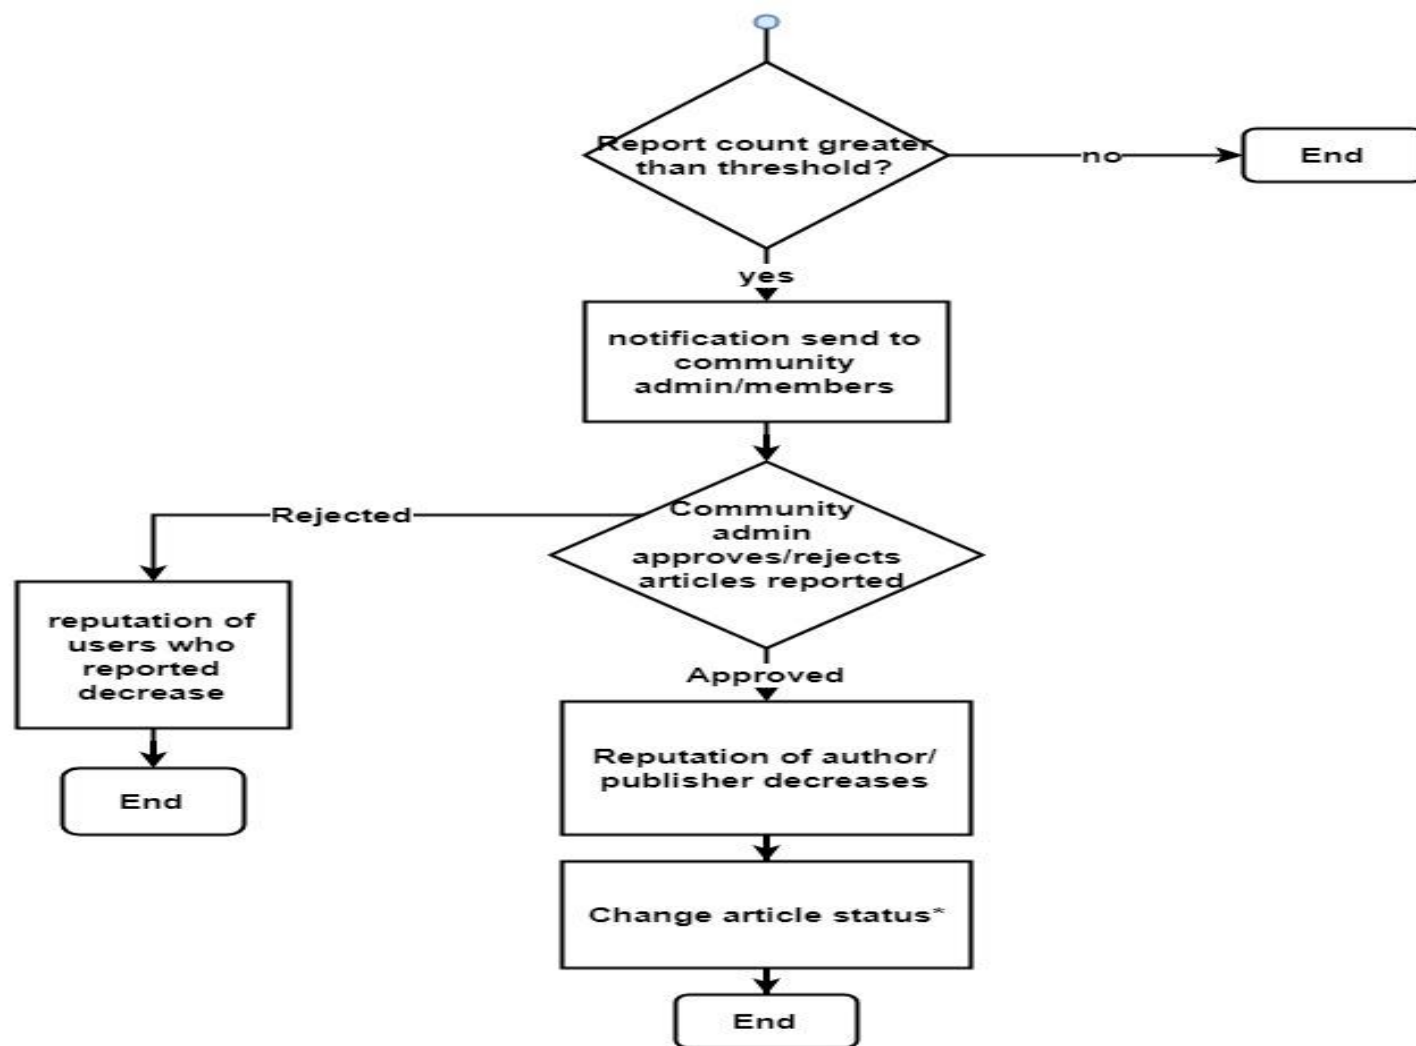 Report count greater
than threshold?
no
End
yes
notification send to
community
admin/members
Rejected
Community
admin
approves/rejects
articles reported
reputation of
users who
reported
decrease
End
Approved
Reputation of author/
publisher decreases
Change article status*
End